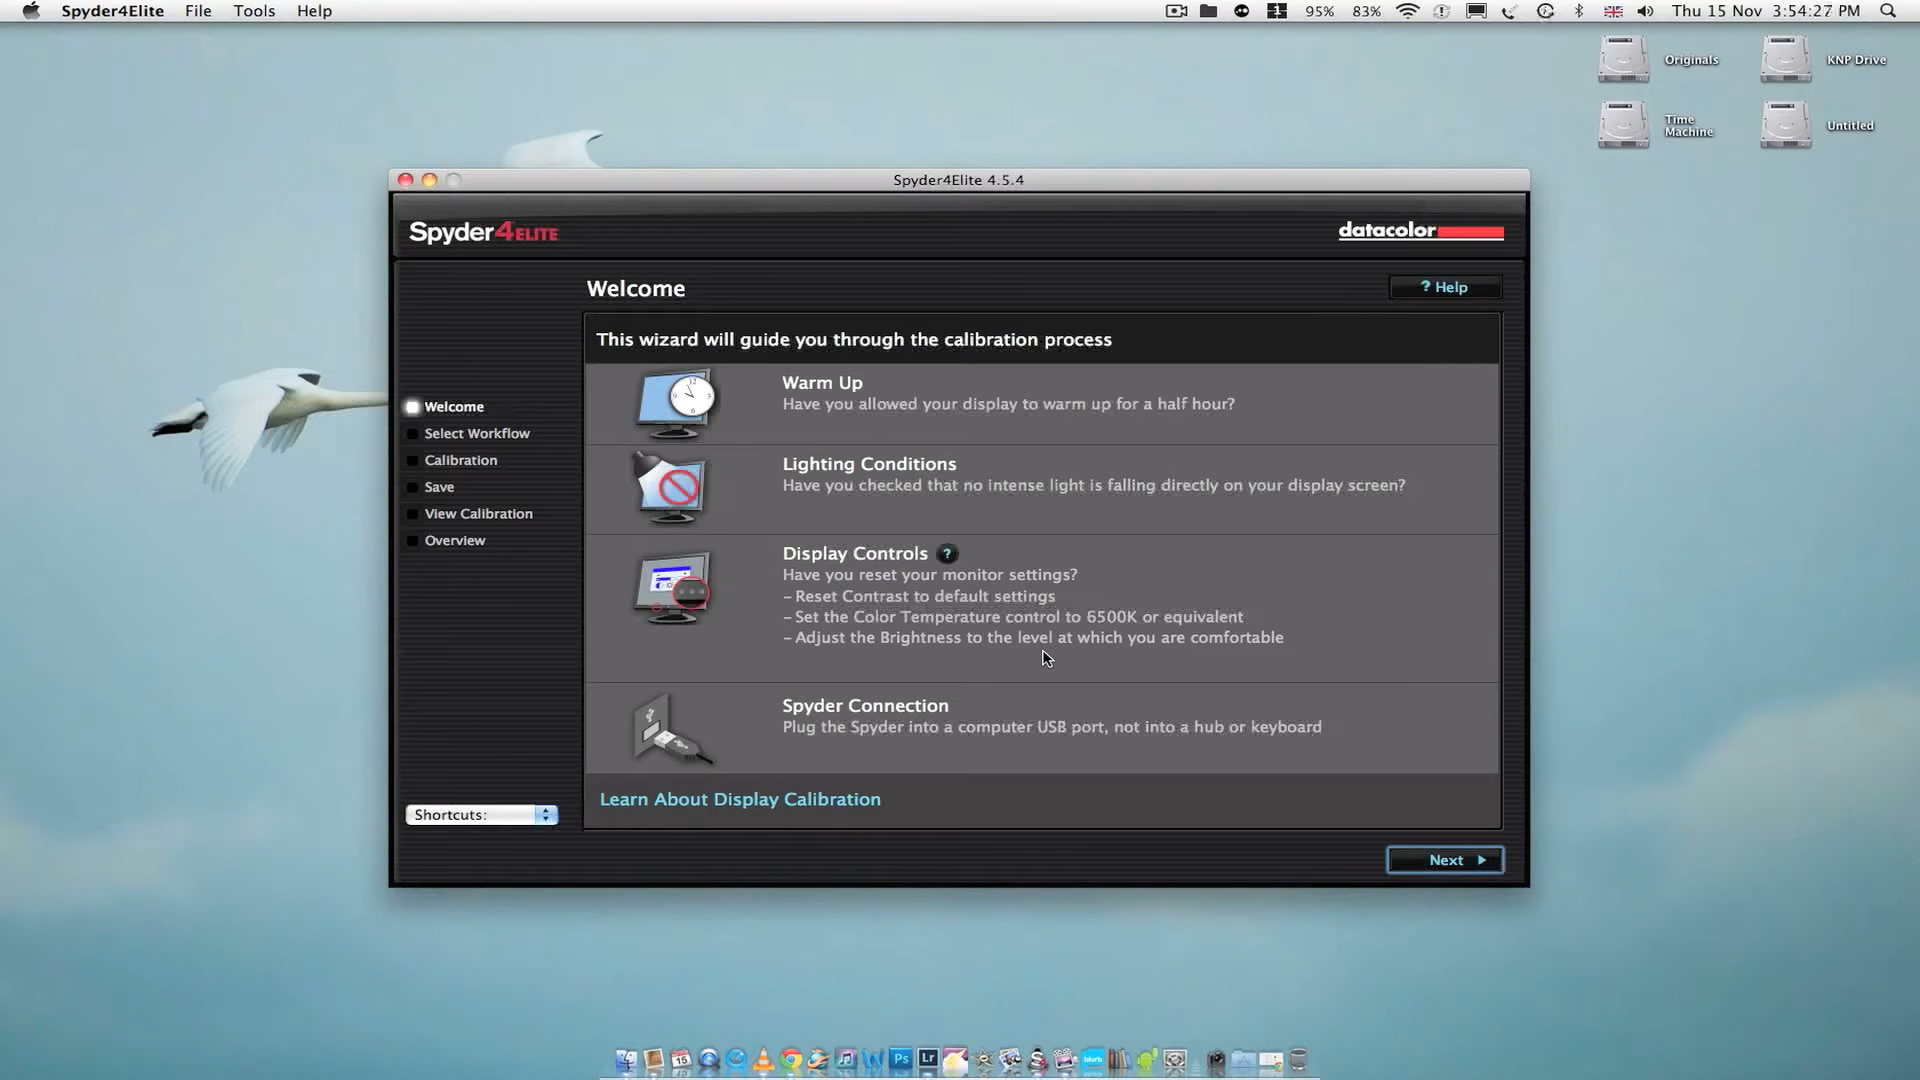 Spyder4Elite File Tools Help
95% 83% Thu 15 Nov 3:54:27 PM
Originals
KNP Drive
Time Machine
Untitled
Spyder4Elite 4.5.4
Spyder4ELITE
datacolor
Welcome
? Help
This wizard will guide you through the calibration process
Warm Up
Have you allowed your display to warm up for a half hour?
Welcome
Select Workflow
Calibration
Save
View Calibration
Overview
Lighting Conditions
Have you checked that no intense light is falling directly on your display screen?
Display Controls ?
Have you reset your monitor settings?
– Reset Contrast to default settings
– Set the Color Temperature control to 6500K or equivalent
– Adjust the Brightness to the level at which you are comfortable
Spyder Connection
Plug the Spyder into a computer USB port, not into a hub or keyboard
Learn About Display Calibration
Shortcuts:
Next
15
Ps
Lr
blurb